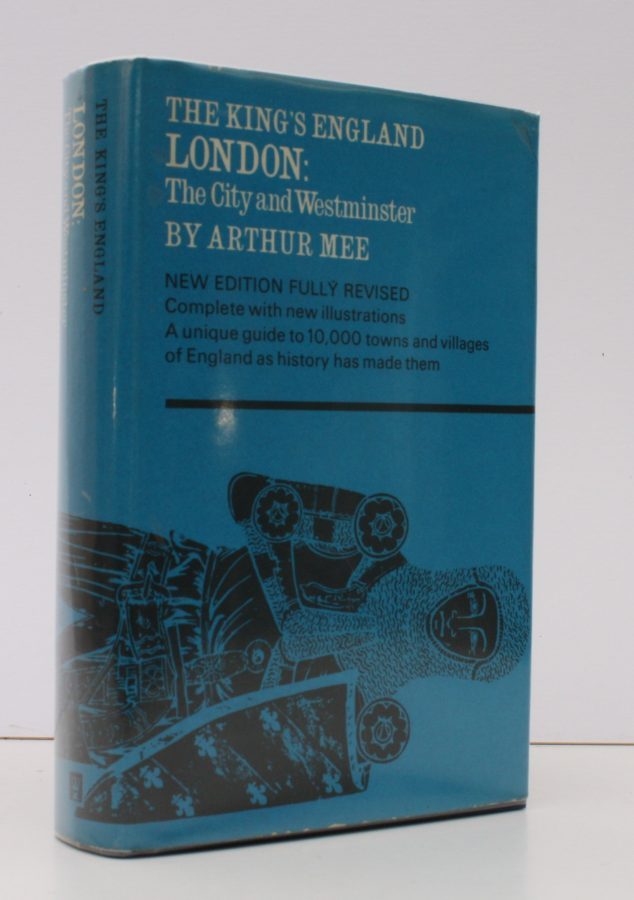 THE KING'S ENGLAND
LONDON:
The City and Westminster
BY ARTHUR MEE
NEW EDITION FULLY REVISED
Complete with new illustrations
A unique guide to 10,000 towns and villages
of England as history has made them
THE KING'S ENGLAND
LONDON: